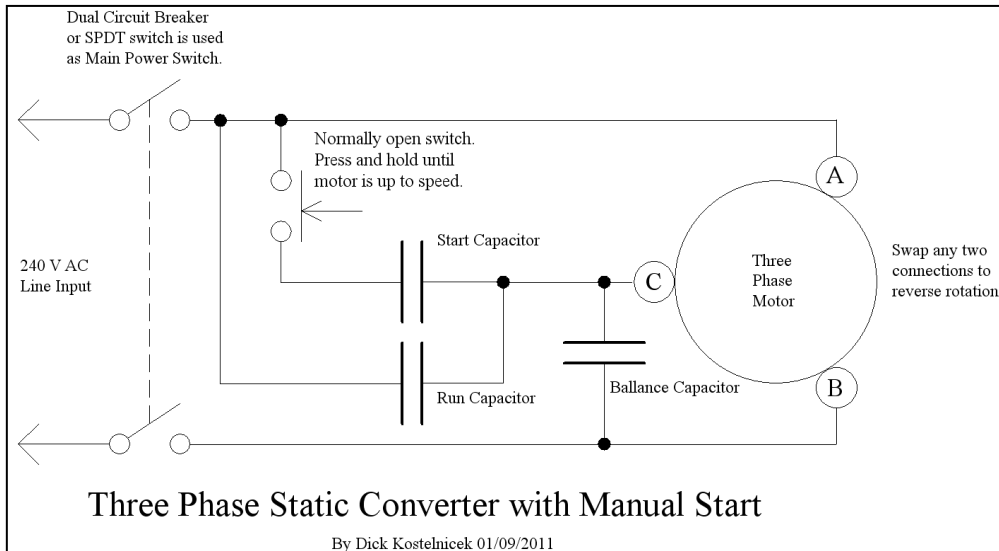 Dual Circuit Breaker
or SPDT switch is used
as Main Power Switch.
Normally open switch.
Press and hold until
motor is up to speed.
A
Start Capacitor
240 V AC
Line Input
C
Three
Phase
Motor
Swap any two
connections to
reverse rotation
Run Capacitor
Ballance Capacitor
B
Three Phase Static Converter with Manual Start
By Dick Kostelnicek 01/09/2011